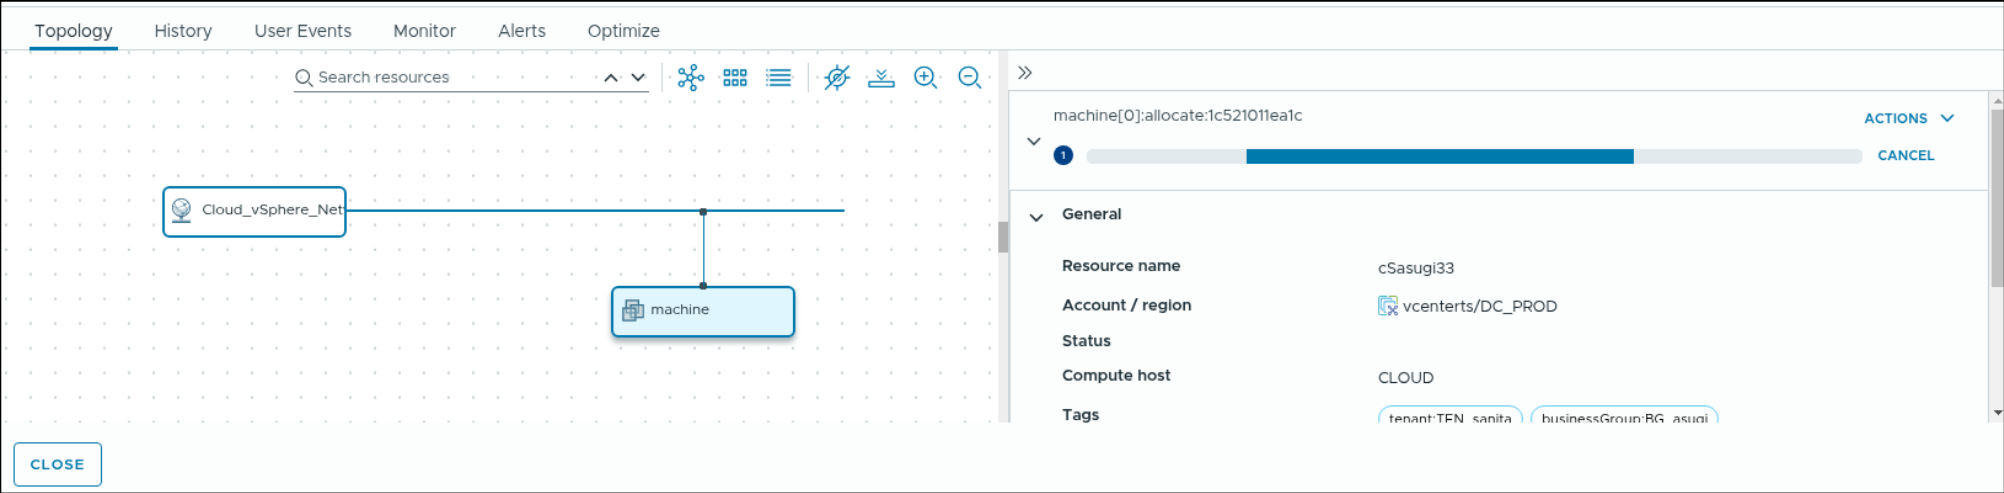 Topology History User Events Monitor Alerts Optimize
Search resources
Cloud_vSphere_Net
machine
machine[0]:allocate:1c521011ea1c
ACTIONS
1
CANCEL
General
Resource name cSasugi33
Account / region vcenterts/DC_PROD
Status
Compute host CLOUD
Tags tenant:TEN_sanita businessGroup:BG_asugi
CLOSE